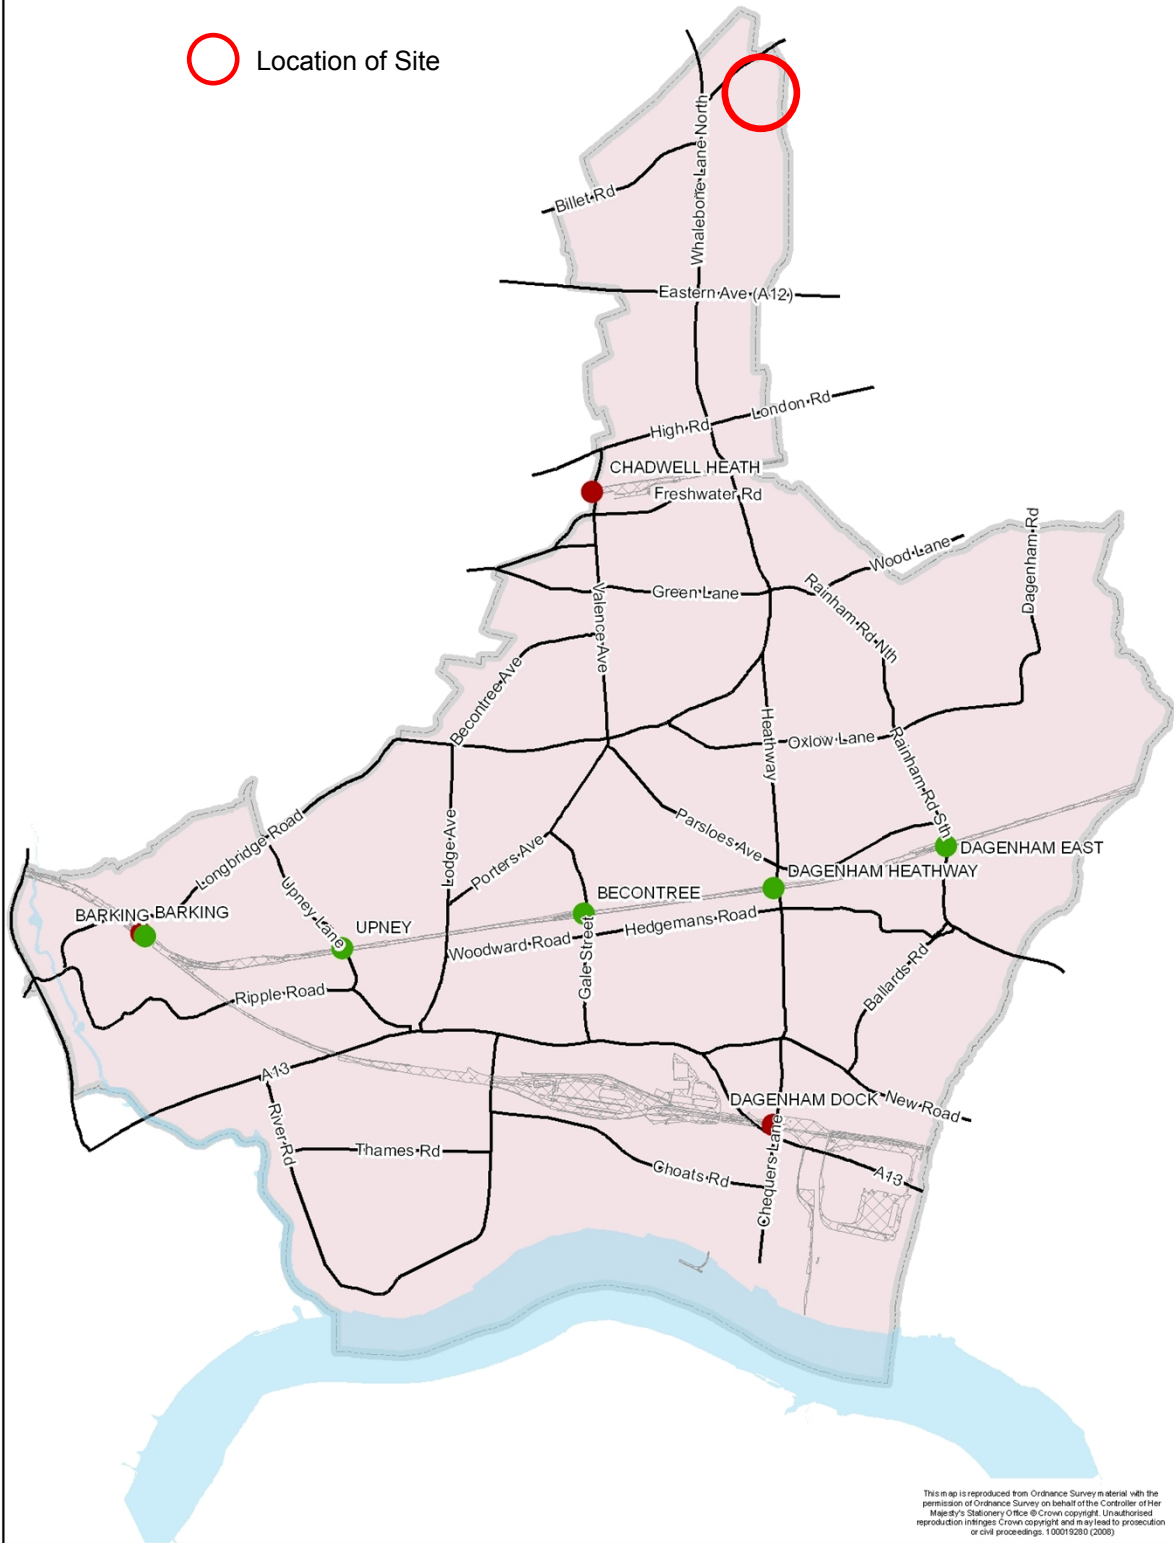 Location of Site
Whalebone Lane North
Billet Rd
Eastern Ave (A12)
London Rd
High Rd
CHADWELL HEATH
Freshwater Rd
Wood Lane
Dagenham Rd
Green Lane
Rainham Rd Nth
Valence Ave
Becontree Ave
Heathway
Oxlow Lane
Rainham Rd Sth
Longbridge Road
Lodge Ave
Porters Ave
Parsloes Ave
DAGENHAM EAST
DAGENHAM HEATHWAY
BECONTREE
Upney Lane
BARKING
BARKING
UPNEY
Hedgemans Road
Woodward Road
Gale Street
Ballards Rd
Ripple Road
A13
DAGENHAM DOCK
New Road
River Rd
Thames Rd
Choats Rd
Chequers Lane
A13
This map is reproduced from Ordnance Survey material with the
permission of Ordnance Survey on behalf of the Controller of Her
Majesty's Stationery Office © Crown copyright. Unauthorised
reproduction infringes Crown copyright and may lead to prosecution
or civil proceedings. 100019280 (2008)